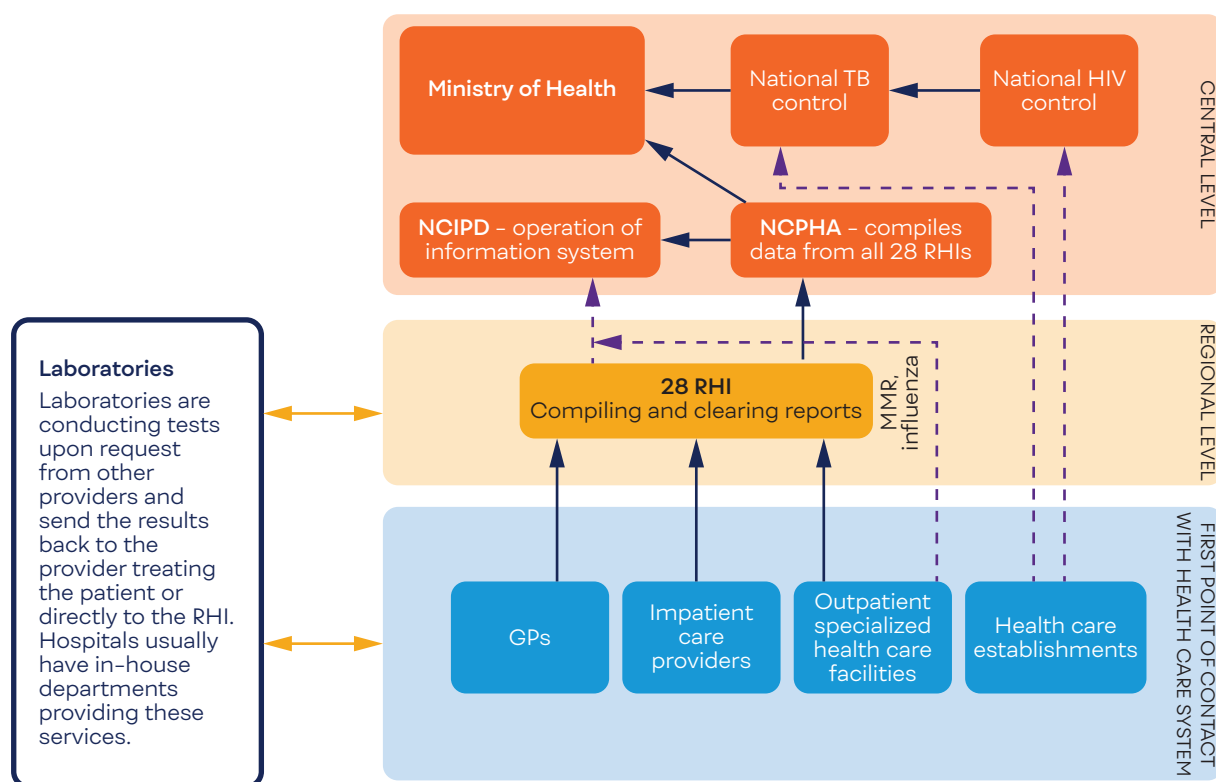 Ministry of Health
National TB
control
National HIV
control
CENTRAL LEVEL
NCIPD – operation of
information system
NCPHA – compiles
data from all 28 RHIs
REGIONAL LEVEL
28 RHI
Compiling and clearing reports
MMR,
influenza
Laboratories
Laboratories are
conducting tests
upon request
from other
providers and
send the results
back to the
provider treating
the patient or
directly to the RHI.
Hospitals usually
have in-house
departments
providing these
services.
GPs
Impatient
care
providers
Outpatient
specialized
health care
facilities
Health care
establishments
FIRST POINT OF CONTACT
WITH HEALTH CARE SYSTEM